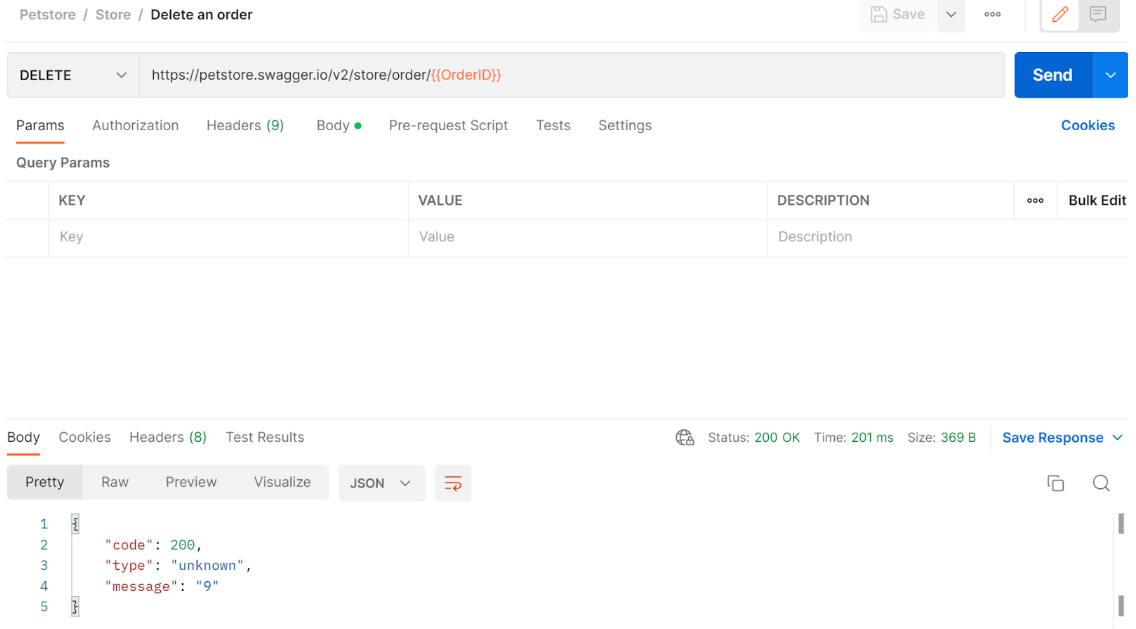 Petstore / Store / Delete an order
Save
DELETE
https://petstore.swagger.io/v2/store/order/{{OrderID}}
Send
Params Authorization Headers (9) Body Pre-request Script Tests Settings Cookies
Query Params
KEY VALUE DESCRIPTION Bulk Edit
Key Value Description
Body Cookies Headers (8) Test Results Status: 200 OK Time: 201 ms Size: 369 B Save Response
Pretty Raw Preview Visualize JSON
1 {
2 "code": 200,
3 "type": "unknown",
4 "message": "9"
5 }